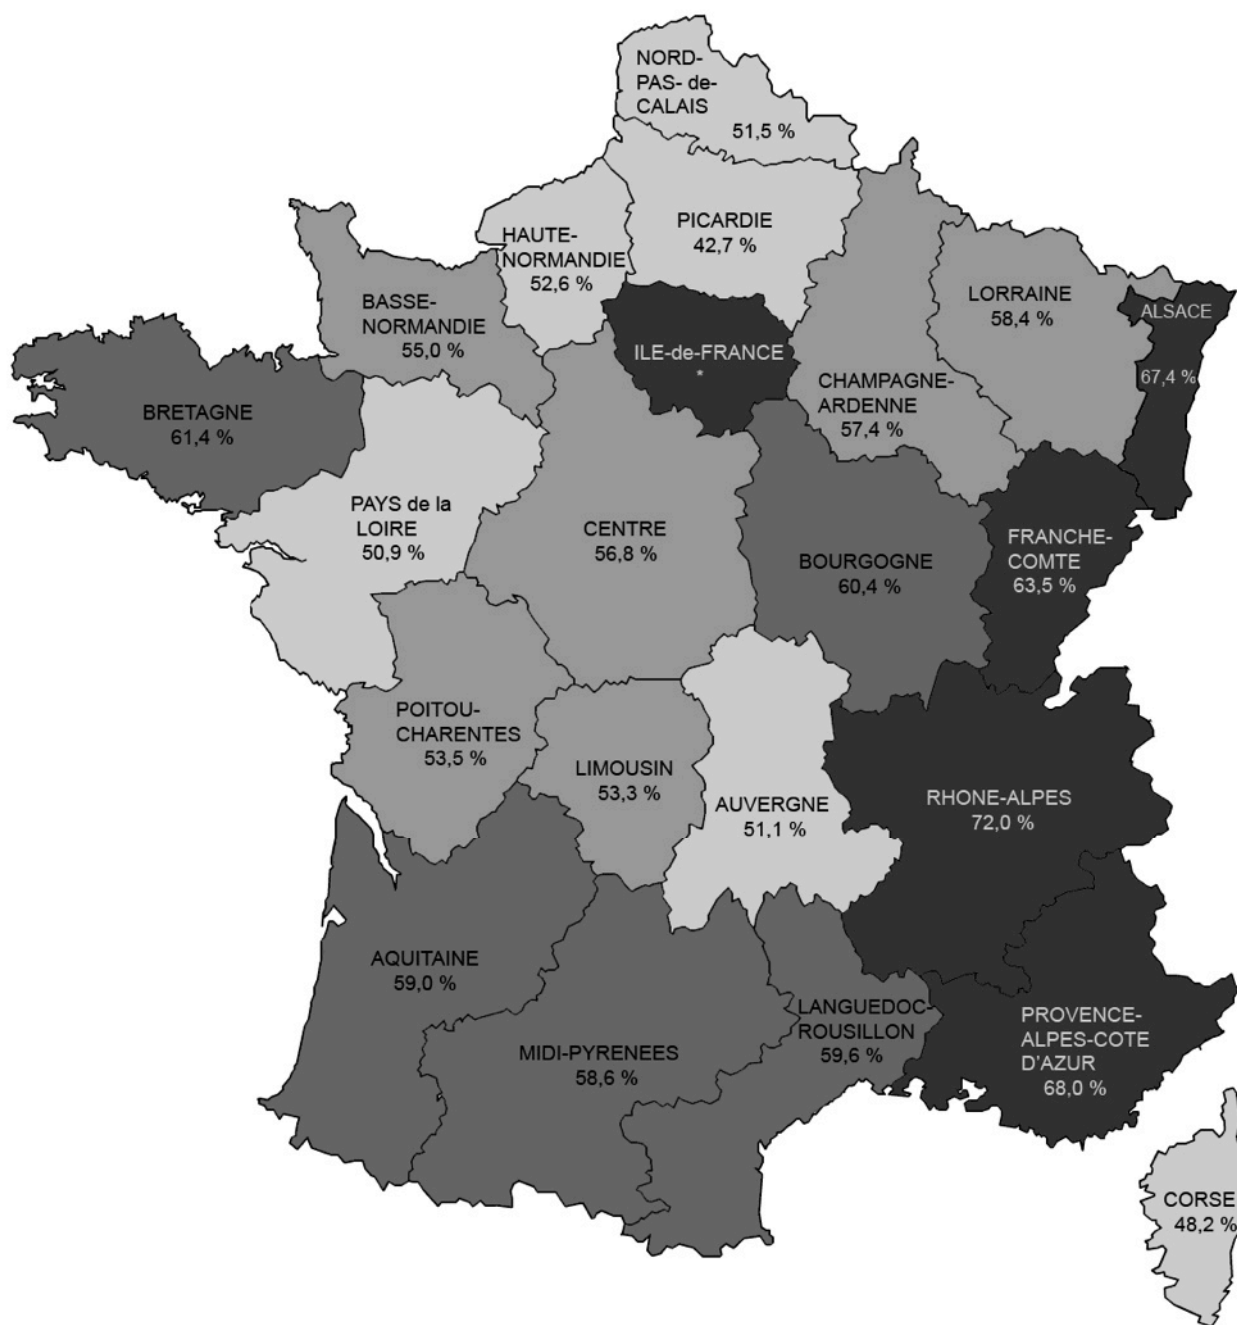 NORD-
PAS- de-
CALAIS
51,5 %
PICARDIE
42,7 %
HAUTE-
NORMANDIE
52,6 %
BASSE-
NORMANDIE
55,0 %
LORRAINE
58,4 %
ALSACE
67,4 %
ILE-de-FRANCE
*
CHAMPAGNE-
ARDENNE
57,4 %
BRETAGNE
61,4 %
PAYS de la
LOIRE
50,9 %
CENTRE
56,8 %
BOURGOGNE
60,4 %
FRANCHE-
COMTE
63,5 %
POITOU-
CHARENTES
53,5 %
LIMOUSIN
53,3 %
AUVERGNE
51,1 %
RHONE-ALPES
72,0 %
AQUITAINE
59,0 %
MIDI-PYRENEES
58,6 %
LANGUEDOC-
ROUSILLON
59,6 %
PROVENCE-
ALPES-COTE
D'AZUR
68,0 %
CORSE
48,2 %